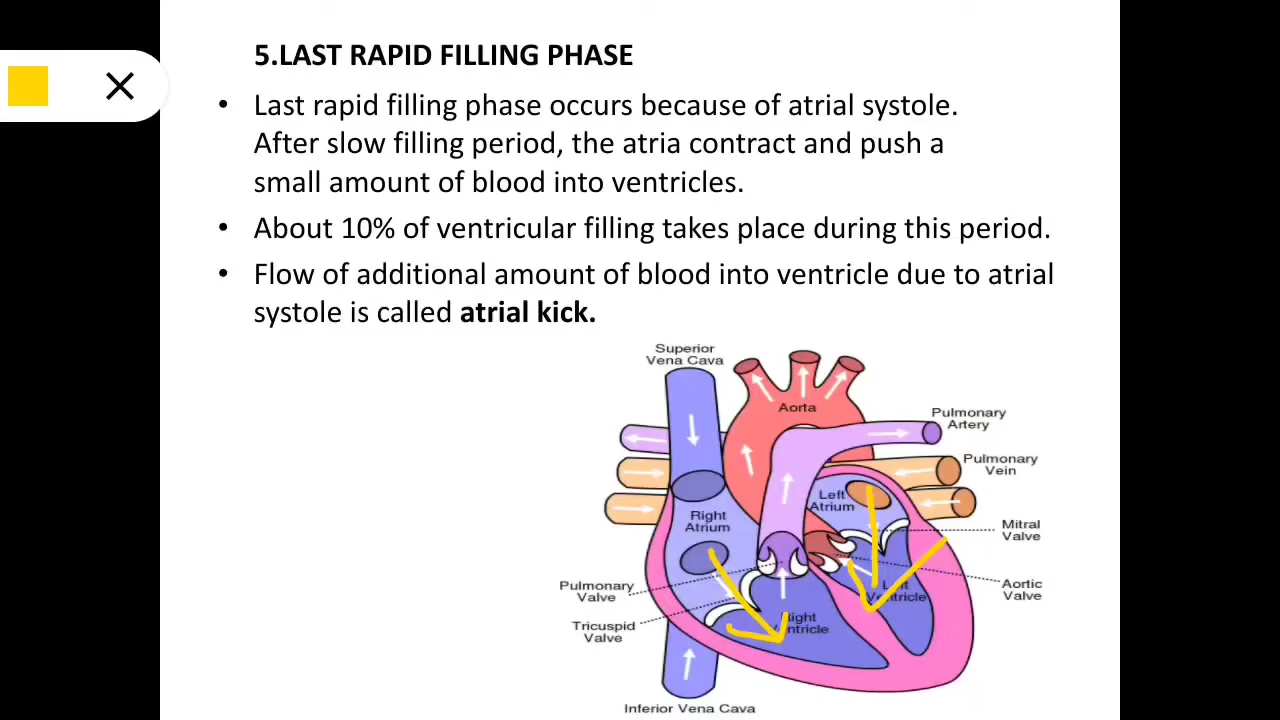 5.LAST RAPID FILLING PHASE
• Last rapid filling phase occurs because of atrial systole.
After slow filling period, the atria contract and push a
small amount of blood into ventricles.
• About 10% of ventricular filling takes place during this period.
• Flow of additional amount of blood into ventricle due to atrial
systole is called atrial kick.
Superior
Vena Cava
Aorta
Pulmonary
Artery
Pulmonary
Vein
Left
Atrium
Right
Atrium
Mitral
Valve
Pulmonary
Valve
Aortic
Valve
Left
Ventricle
Tricuspid
Valve
Right
Ventricle
Inferior Vena Cava